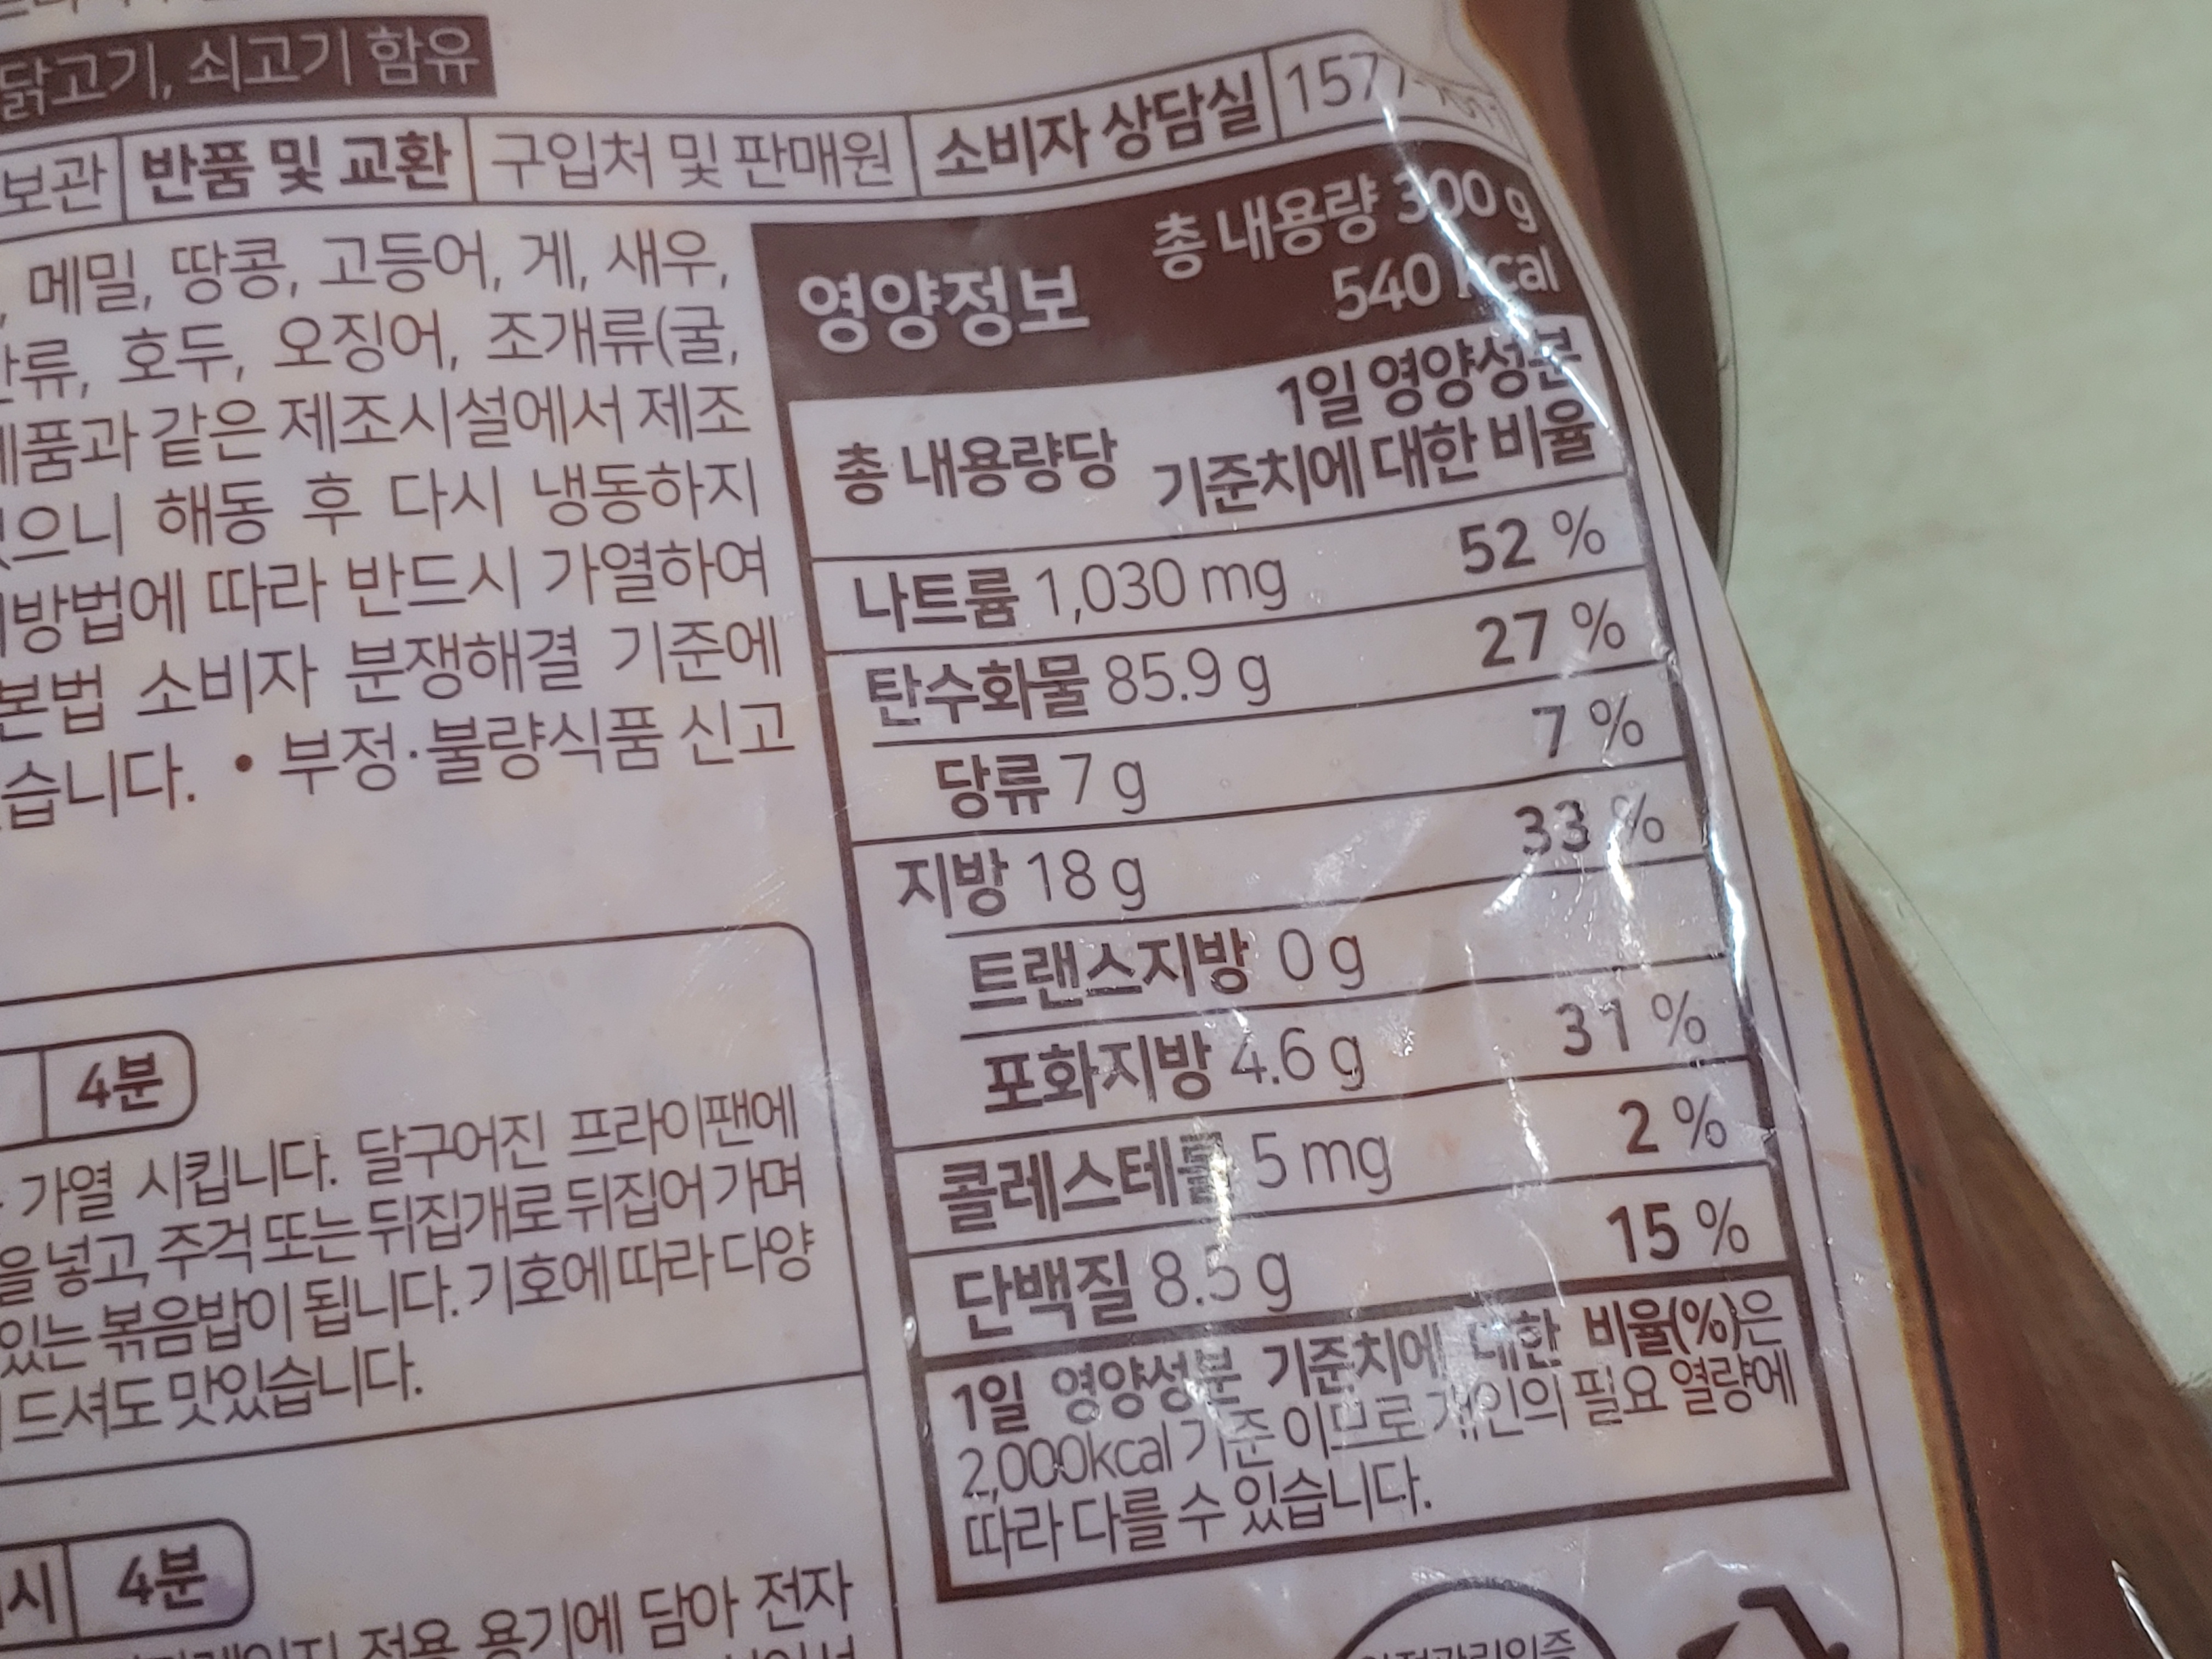 닭고기, 쇠고기 함유
보관 반품 및 교환 구입처 및 판매원 소비자 상담실 1577-
메밀, 땅콩, 고등어, 게, 새우,
류, 호두, 오징어, 조개류(굴,
품과 같은 제조시설에서 제조
으니 해동 후 다시 냉동하지
방법에 따라 반드시 가열하여
본법 소비자 분쟁해결 기준에
습니다. • 부정·불량식품 신고
4분
가열 시킵니다. 달구어진 프라이팬에
을 넣고, 주걱 또는 뒤집개로 뒤집어 가며
있는 볶음밥이 됩니다. 기호에 따라 다양
드셔도 맛있습니다.
시 4분
전용 용기에 담아 전자
영양정보
총 내용량 300 g
540 kcal
총 내용량당
1일 영양성분
기준치에 대한 비율
나트륨 1,030 mg 52 %
탄수화물 85.9 g 27 %
당류 7 g 7 %
지방 18 g 33 %
트랜스지방 0 g
포화지방 4.6 g 31 %
콜레스테롤 5 mg 2 %
단백질 8.5 g 15 %
1일 영양성분 기준치에 대한 비율(%)은
2,000kcal 기준이므로 개인의 필요 열량에
따라 다를 수 있습니다.